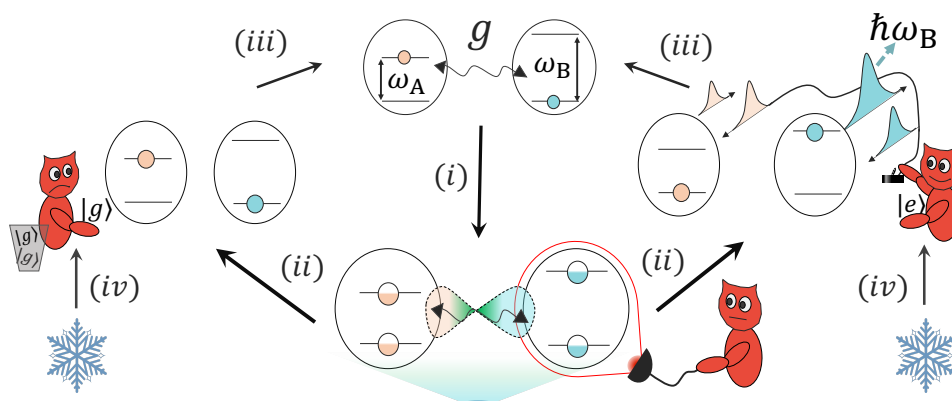 (iii)
g
(iii)
ħω_B
ω_A
ω_B
(i)
|g⟩
|e⟩
|g⟩
|g⟩
(ii)
(ii)
(iv)
(iv)